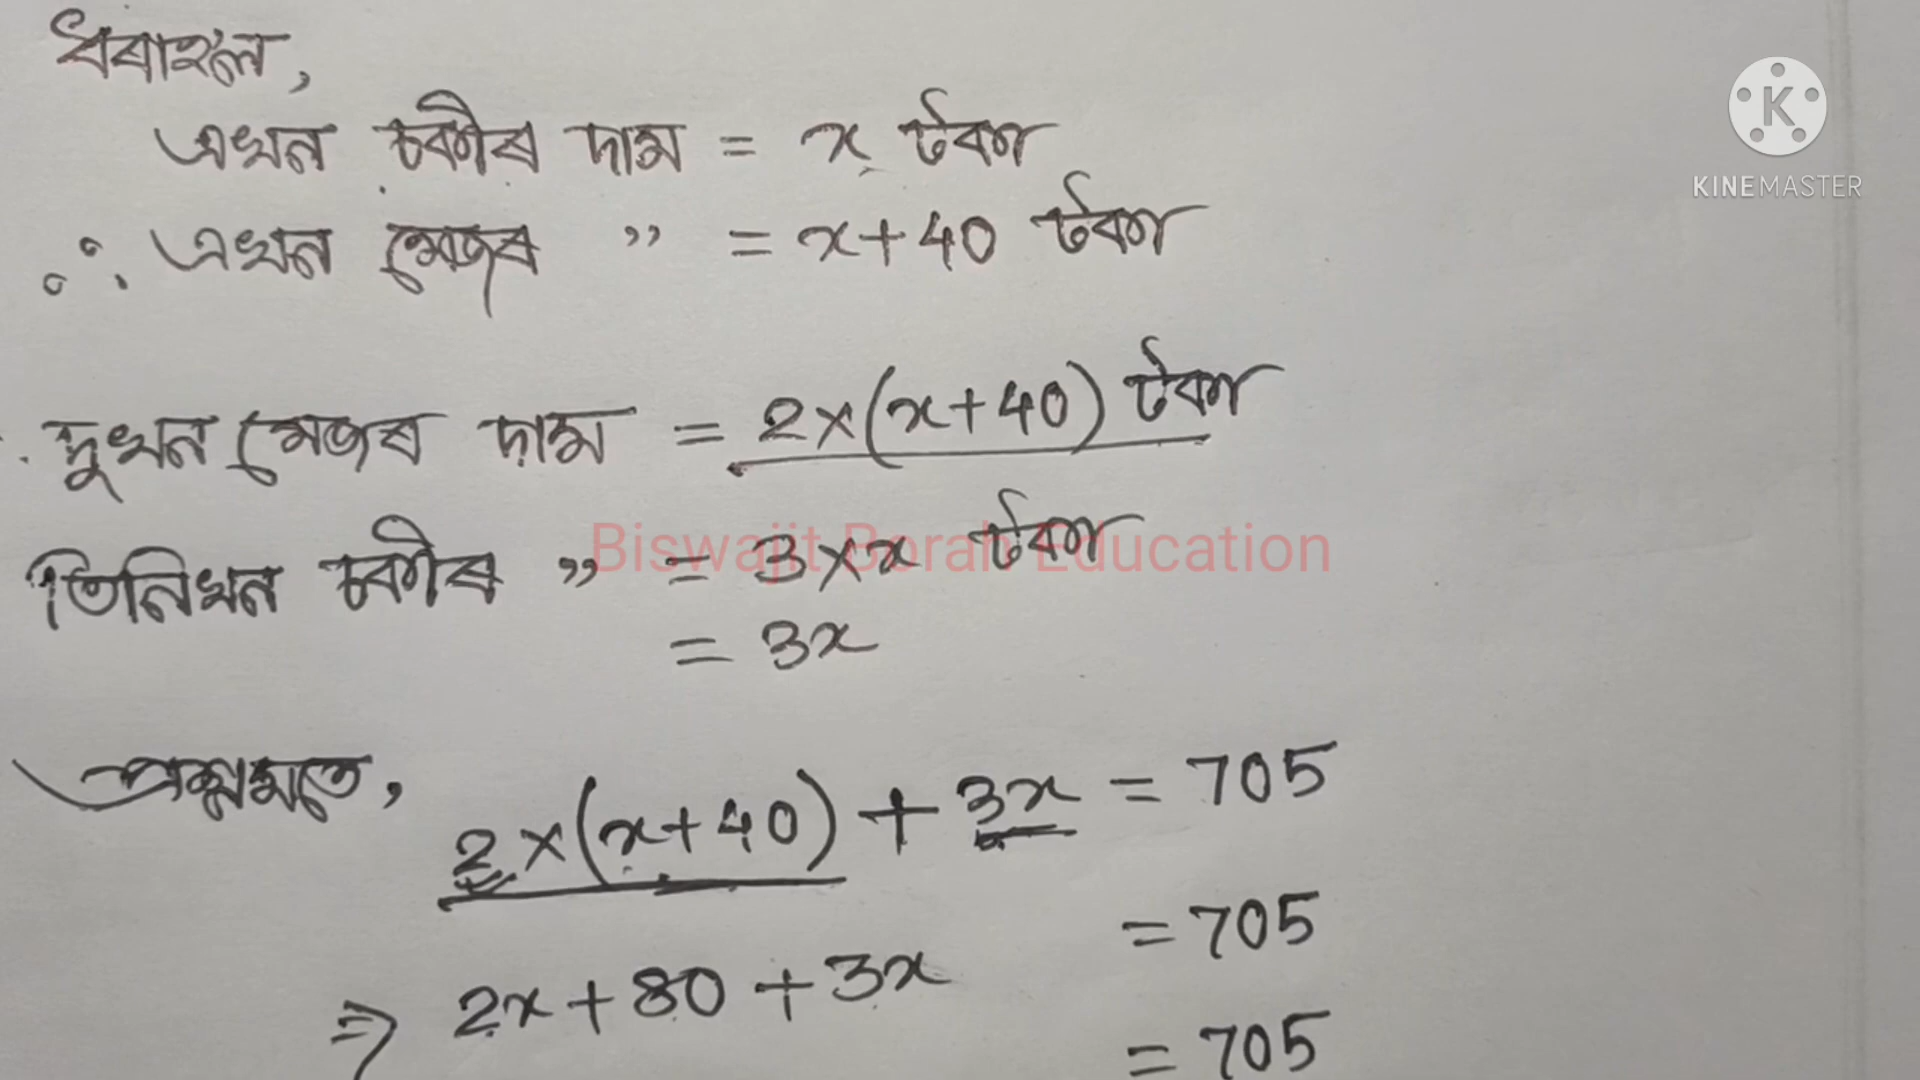 ধৰাহ'ল,
এখন চকীৰ দাম = x টকা
∴ এখন মেজৰ " = x+40 টকা
দুখন মেজৰ দাম = 2×(x+40) টকা
তিনিখন চকীৰ " = 3×x টকা
= 3x
প্ৰশ্নমতে,
2×(x+40) + 3x = 705
= 705
⇒ 2x+80+3x
= 705
KINEMASTER
Biswajit Borah Education